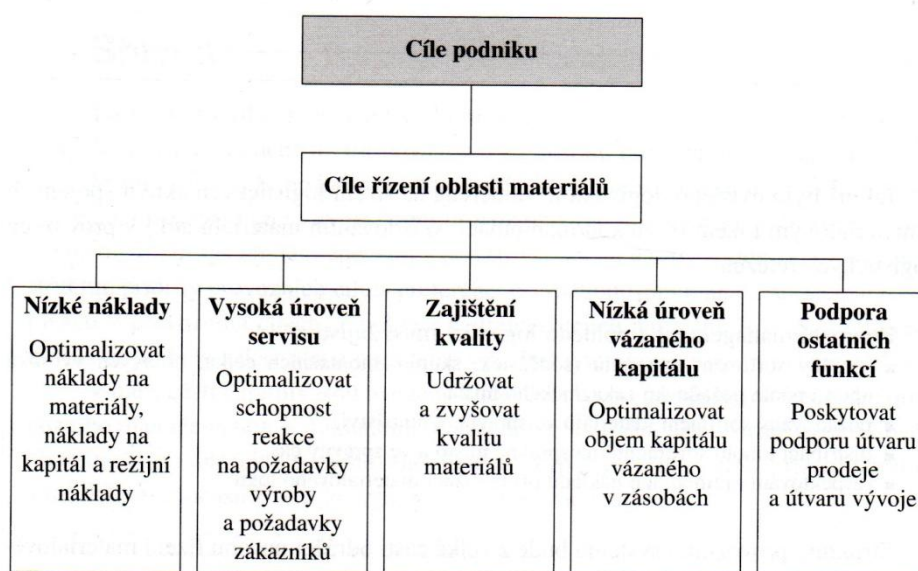 Cíle podniku
Cíle řízení oblasti materiálů
Nízké náklady
Optimalizovat
náklady na
materiály,
náklady na
kapitál a režijní
náklady
Vysoká úroveň
servisu
Optimalizovat
schopnost
reakce
na požadavky
výroby
a požadavky
zákazníků
Zajištění
kvality
Udržovat
a zvyšovat
kvalitu
materiálů
Nízká úroveň
vázaného
kapitálu
Optimalizovat
objem kapitálu
vázaného
v zásobách
Podpora
ostatních
funkcí
Poskytovat
podporu útvaru
prodeje
a útvaru vývoje